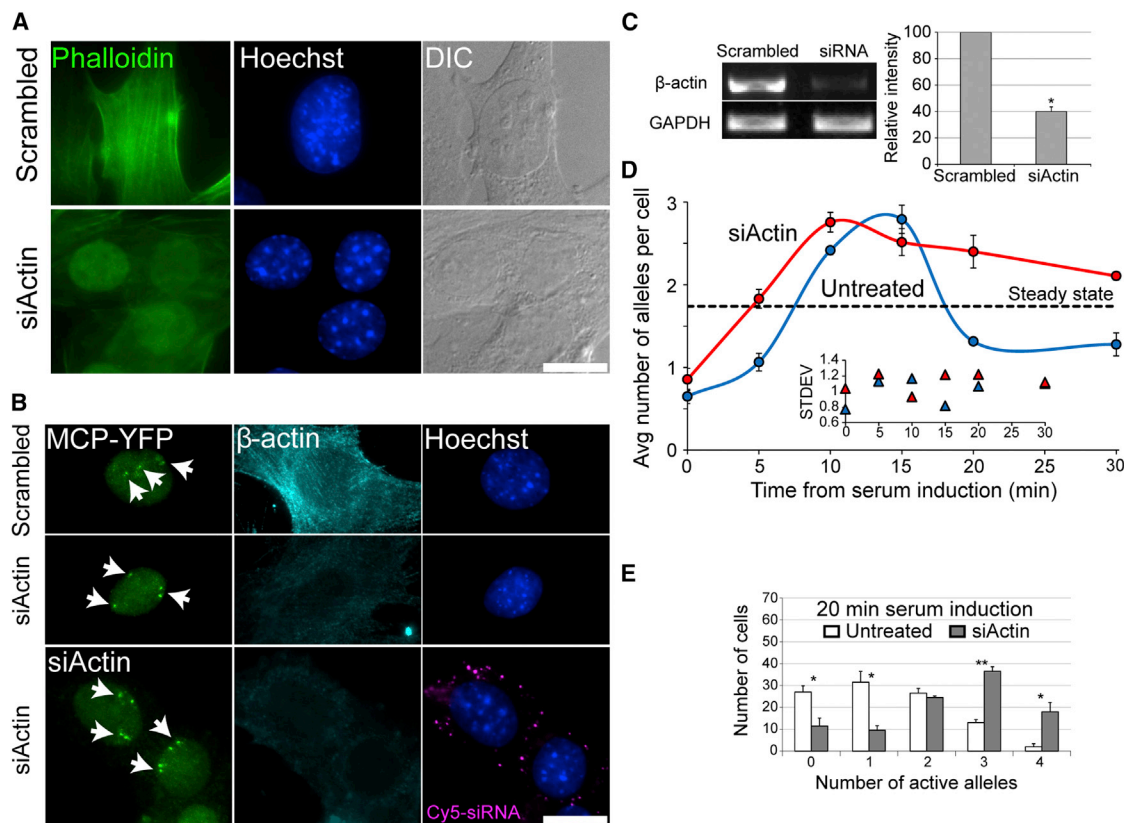 A
Scrambled
Phalloidin
Hoechst
DIC
siActin
B
Scrambled
MCP-YFP
β-actin
Hoechst
siActin
siActin
siActin
Cy5-siRNA
C
Scrambled siRNA
β-actin
GAPDH
Relative intensity
100
80
60
40
20
0
*
Scrambled siActin
D
Avg number of alleles per cell
3
2
1
0
siActin
Untreated
Steady state
STDEV
1.4
1.2
1.0
0.8
0.6
0 5 10 15 20 25 30
0 5 10 15 20 25 30
Time from serum induction (min)
E
Number of cells
70
60
50
40
30
20
10
0
20 min serum induction
Untreated siActin
* * ** *
0 1 2 3 4
Number of active alleles